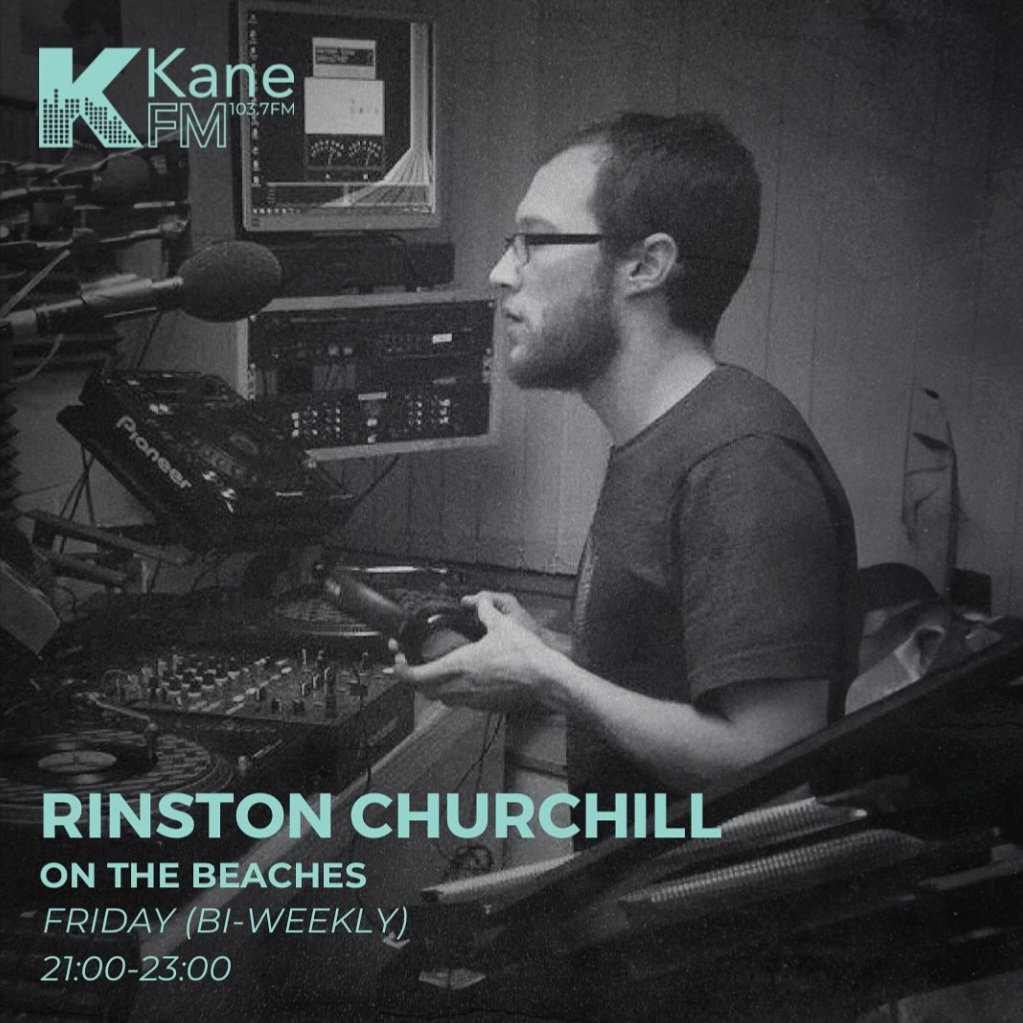 K Kane
FM 103.7FM
Pioneer
RINSTON CHURCHILL
ON THE BEACHES
FRIDAY (BI-WEEKLY)
21:00-23:00